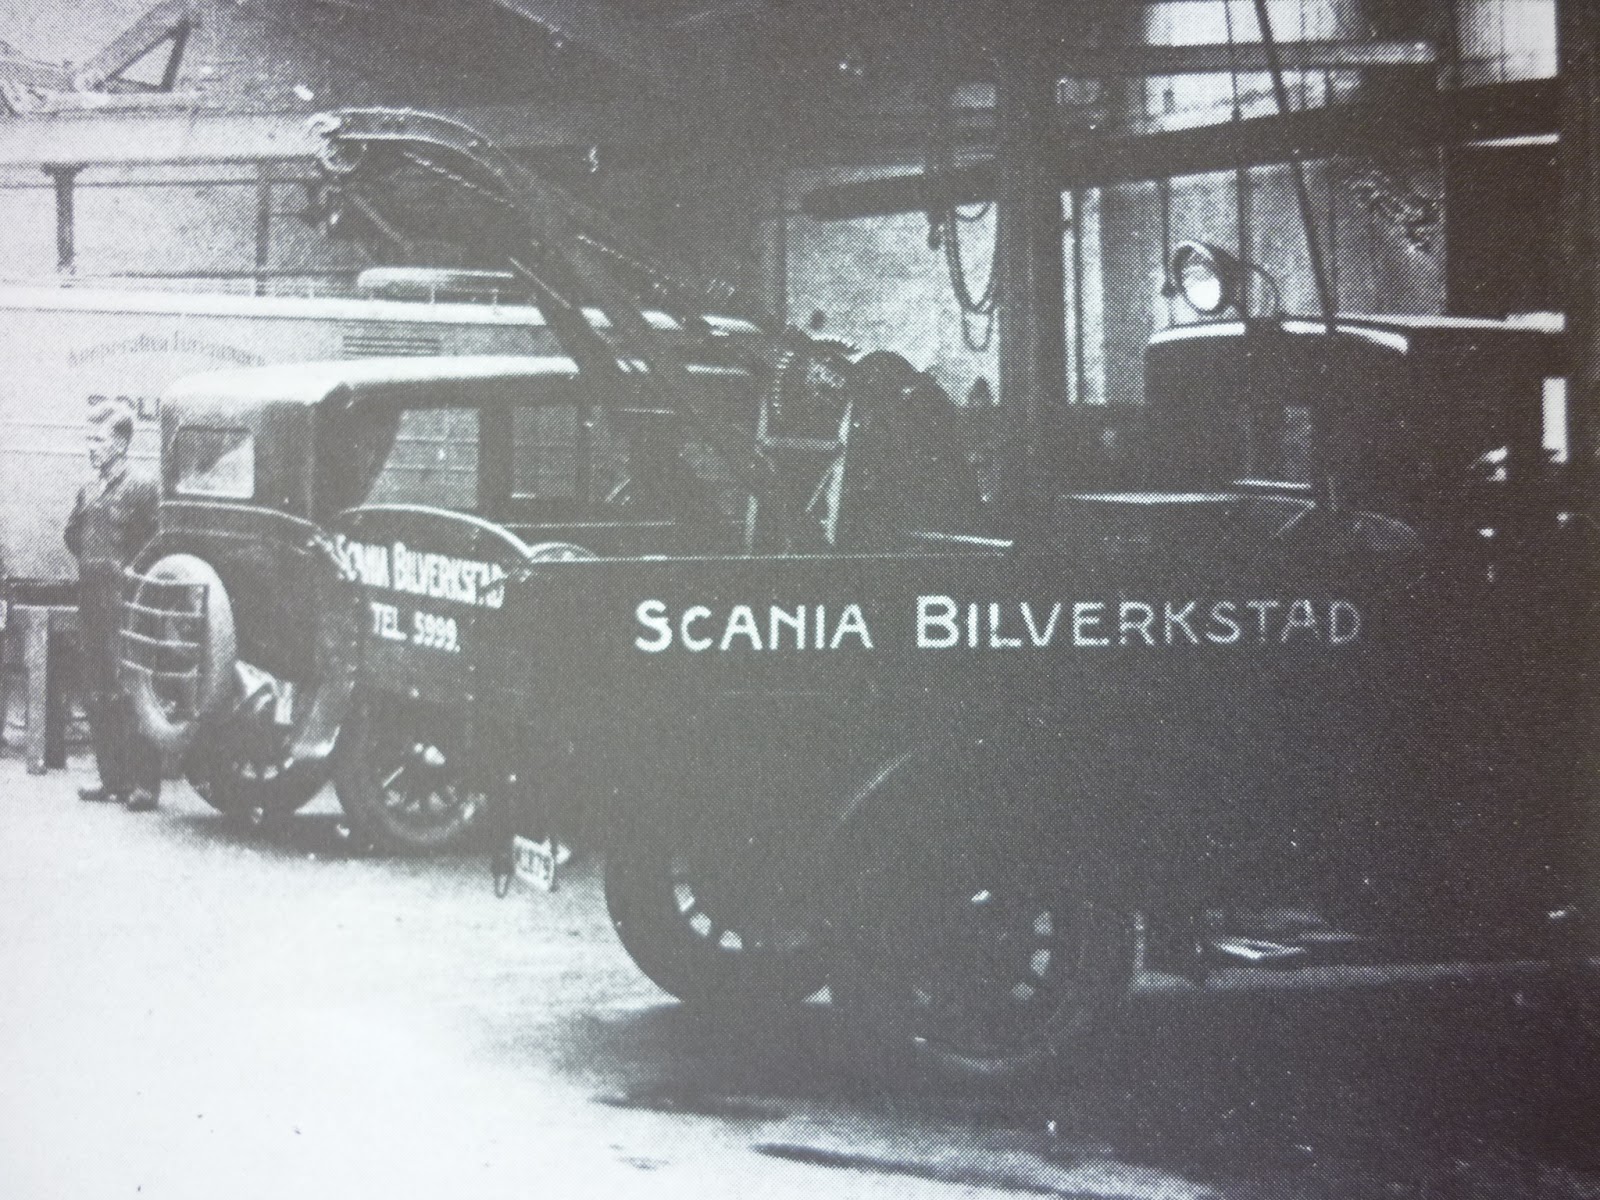 SCANIA BILVERKSTAD
TEL. 5999.
SCANIA BILVERKSTAD